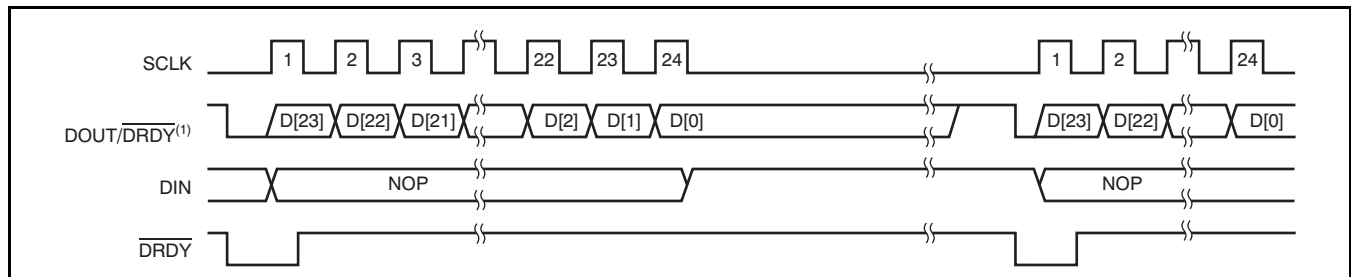 SCLK 1 2 3 22 23 24 1 2 24
DOUT/DRDY(1) D[23] D[22] D[21] D[2] D[1] D[0] D[23] D[22] D[0]
DIN NOP NOP
DRDY